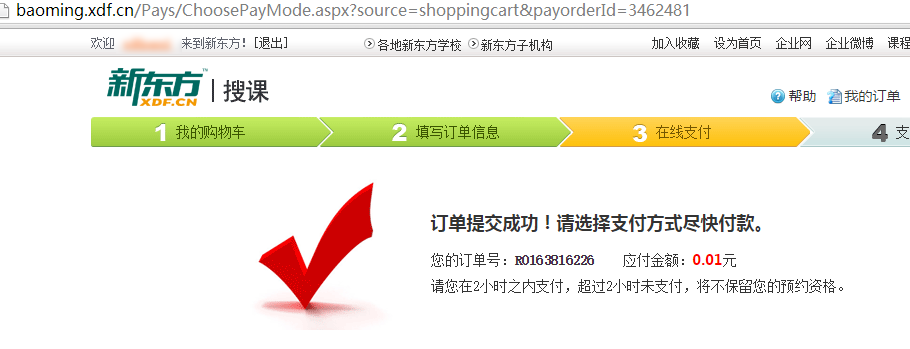 baoming.xdf.cn/Pays/ChoosePayMode.aspx?source=shoppingcart&payorderId=3462481
欢迎 来到新东方！[退出] 各地新东方学校 新东方子机构 加入收藏 设为首页 企业网 企业微博 课程
新东方 XDF.CN 搜课 帮助 我的订单
1 我的购物车 2 填写订单信息 3 在线支付 4 支
订单提交成功！请选择支付方式尽快付款。
您的订单号：RO163816226 应付金额：0.01元
请您在2小时之内支付，超过2小时未支付，将不保留您的预约资格。